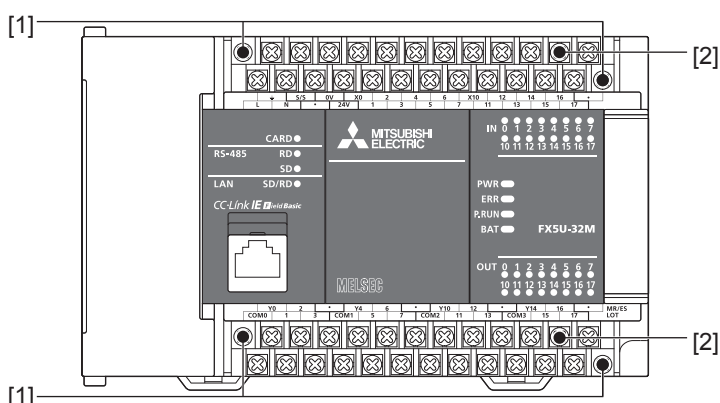 [1]
[2]
⏚ S/S 0V X0 2 4 6 X10 12 14 16 •
L N • 24V 1 3 5 7 11 13 15 17
CARD
RS-485 RD
SD
LAN SD/RD
CC-Link IE Field Basic
MITSUBISHI
ELECTRIC
MELSEC
IN 0 1 2 3 4 5 6 7
10 11 12 13 14 15 16 17
PWR
ERR
P.RUN
BAT FX5U-32M
OUT 0 1 2 3 4 5 6 7
10 11 12 13 14 15 16 17
Y0 2 • Y4 6 • Y10 12 • Y14 16 • MR/ES
COM0 1 3 COM1 5 7 COM2 11 13 COM3 15 17 LOT
[2]
[1]